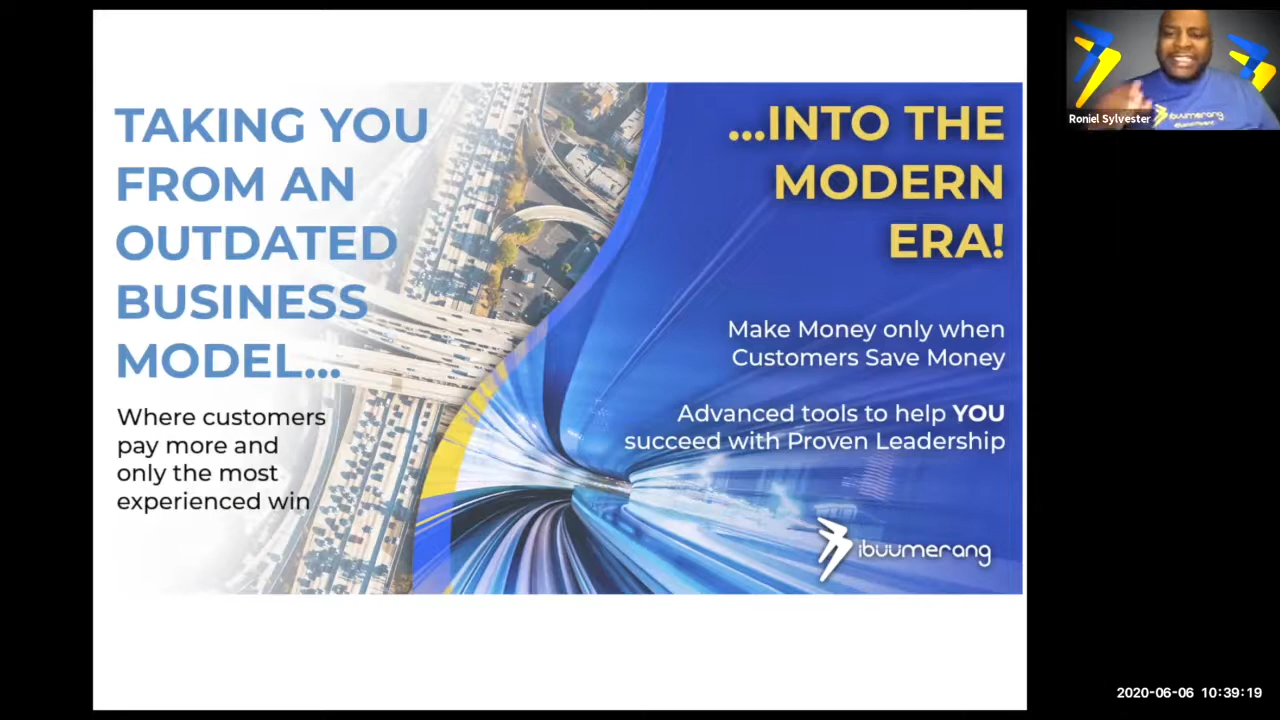 TAKING YOU
FROM AN
OUTDATED
BUSINESS
MODEL...
Where customers
pay more and
only the most
experienced win
...INTO THE
MODERN
ERA!
Make Money only when
Customers Save Money
Advanced tools to help YOU
succeed with Proven Leadership
ibuumerang
Roniel Sylvester
buumerang
2020-06-06 10:39:19